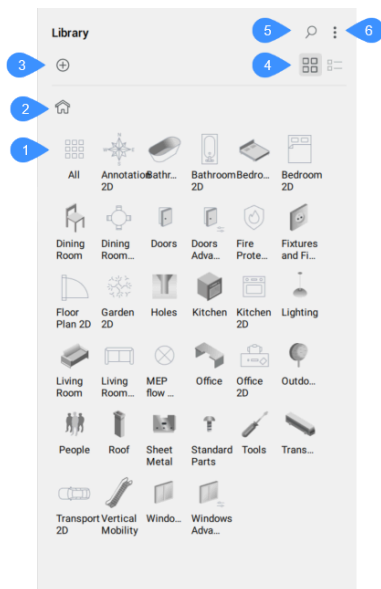 Library
5
6
3
4
2
1
All
Annotation
2D
Bathr...
Bathroom
2D
Bedro...
Bedroom
2D
Dining
Room
Dining
Room...
Doors
Doors
Adva...
Fire
Prote...
Fixtures
and Fi...
Floor
Plan 2D
Garden
2D
Holes
Kitchen
Kitchen
2D
Lighting
Living
Room
Living
Room...
MEP
flow ...
Office
Office
2D
Outdo...
People
Roof
Sheet
Metal
Standard
Parts
Tools
Trans...
Transport
2D
Vertical
Mobility
Windo...
Windows
Adva...